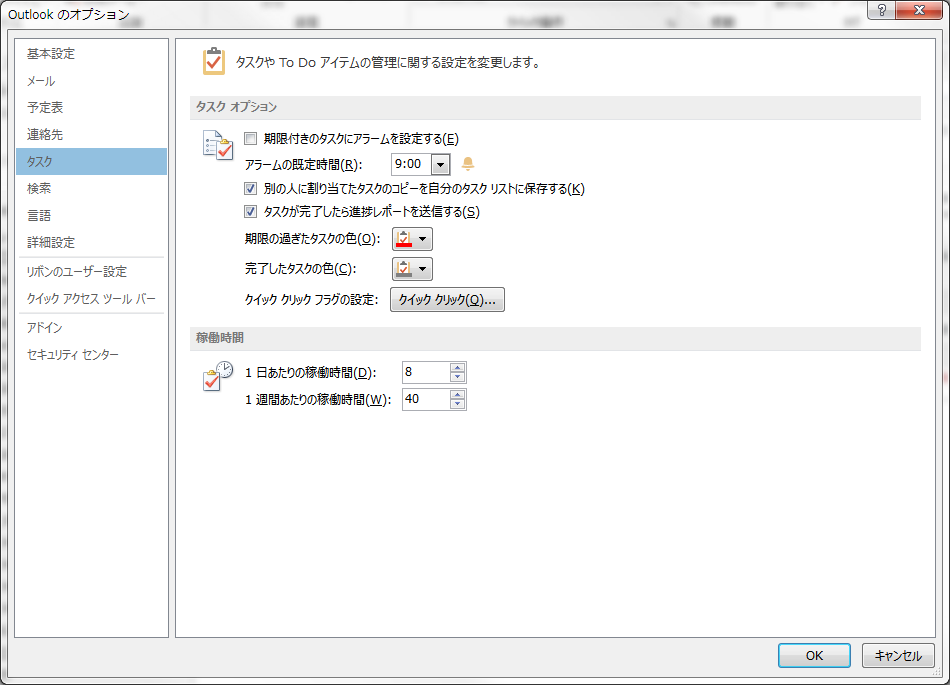 Outlook のオプション
?
基本設定
メール
予定表
連絡先
タスク
検索
言語
詳細設定
リボンのユーザー設定
クイック アクセス ツール バー
アドイン
セキュリティ センター
タスクや To Do アイテムの管理に関する設定を変更します。
タスク オプション
期限付きのタスクにアラームを設定する(E)
アラームの既定時間(R): 9:00
別の人に割り当てたタスクのコピーを自分のタスク リストに保存する(K)
タスクが完了したら進捗レポートを送信する(S)
期限の過ぎたタスクの色(O):
完了したタスクの色(C):
クイック クリック フラグの設定: クイック クリック(Q)...
稼働時間
1 日あたりの稼働時間(D): 8
1 週間あたりの稼働時間(W): 40
OK キャンセル